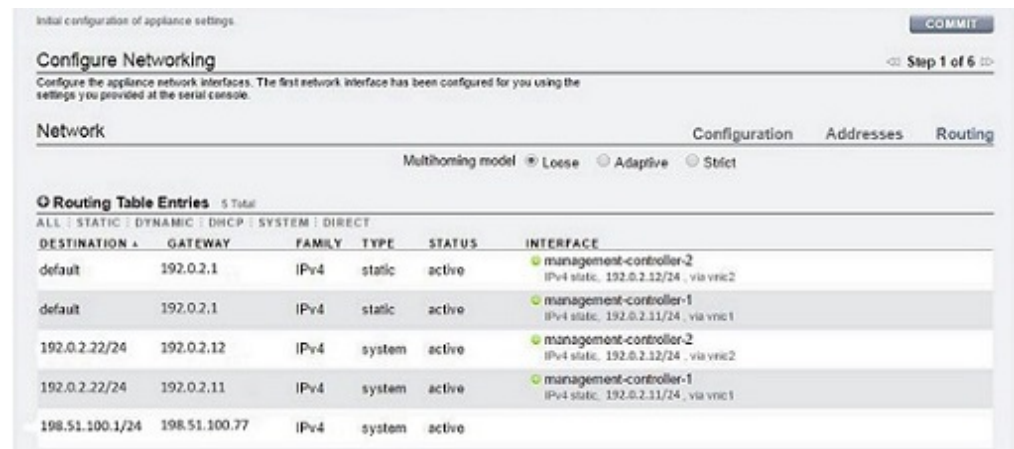 Initial configuration of appliance settings.
COMMIT
Configure Networking
Step 1 of 6
Configure the appliance network interfaces. The first network interface has been configured for you using the
settings you provided at the serial console.
Network Configuration Addresses Routing
Multihoming model Loose Adaptive Strict
Routing Table Entries 5 Total
ALL STATIC DYNAMIC DHCP SYSTEM DIRECT
DESTINATION GATEWAY FAMILY TYPE STATUS INTERFACE
default 192.0.2.1 IPv4 static active management-controller-2
IPv4 static, 192.0.2.12/24 , via vnic2
default 192.0.2.1 IPv4 static active management-controller-1
IPv4 static, 192.0.2.11/24 , via vnic1
192.0.2.22/24 192.0.2.12 IPv4 system active management-controller-2
IPv4 static, 192.0.2.12/24 , via vnic2
192.0.2.22/24 192.0.2.11 IPv4 system active management-controller-1
IPv4 static, 192.0.2.11/24 , via vnic1
198.51.100.1/24 198.51.100.77 IPv4 system active